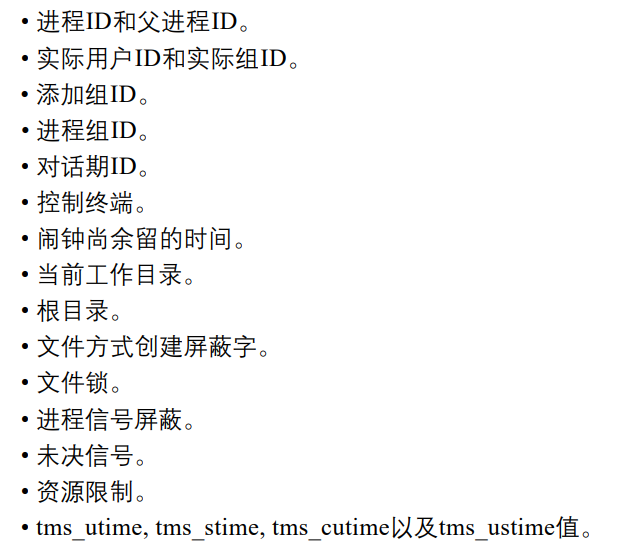 • 进程ID和父进程ID。
• 实际用户ID和实际组ID。
• 添加组ID。
• 进程组ID。
• 对话期ID。
• 控制终端。
• 闹钟尚余留的时间。
• 当前工作目录。
• 根目录。
• 文件方式创建屏蔽字。
• 文件锁。
• 进程信号屏蔽。
• 未决信号。
• 资源限制。
• tms_utime, tms_stime, tms_cutime以及tms_ustime值。